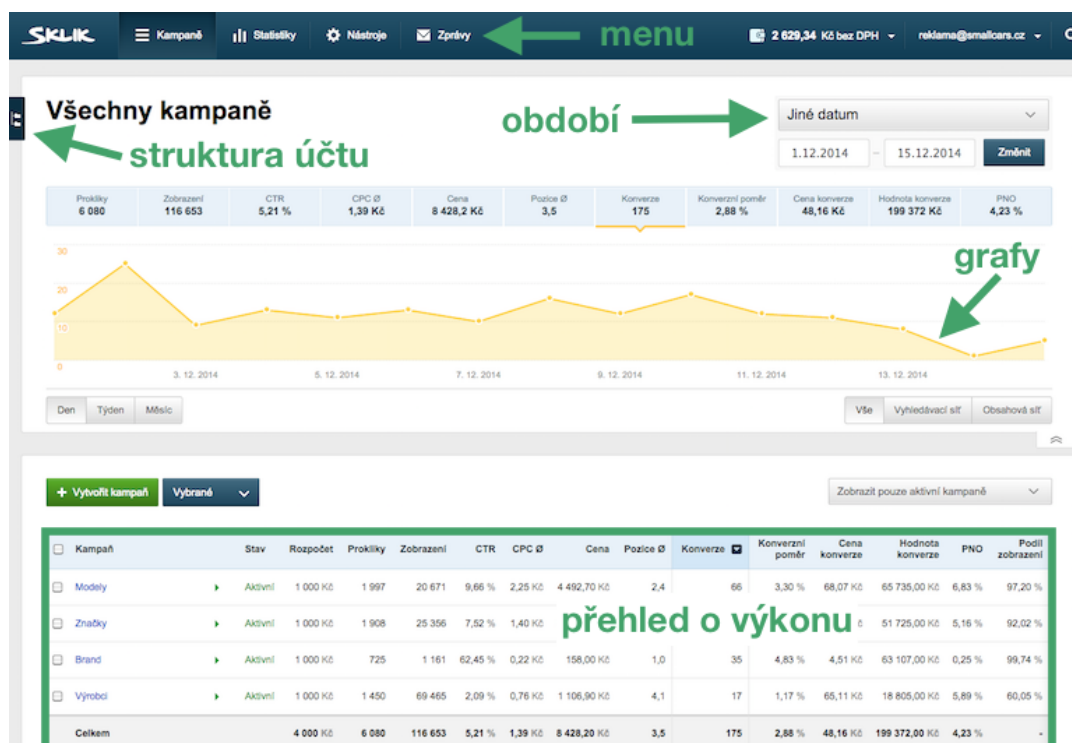 SKLIK Kampaně Statistiky Nástroje Zprávy menu 2 629,34 Kč bez DPH reklama@smallcars.cz
Všechny kampaně
období
Jiné datum
struktura účtu
1.12.2014 – 15.12.2014 Změnit
Prokliky Zobrazení CTR CPC Ø Cena Pozice Ø Konverze Konverzní poměr Cena konverze Hodnota konverze PNO
6 080 116 653 5,21 % 1,39 Kč 8 428,2 Kč 3,5 175 2,88 % 48,16 Kč 199 372 Kč 4,23 %
30
grafy
20
10
0
3. 12. 2014 5. 12. 2014 7. 12. 2014 9. 12. 2014 11. 12. 2014 13. 12. 2014
Den Týden Měsíc Vše Vyhledávací síť Obsahová síť
+ Vytvořit kampaň Vybrané Zobrazit pouze aktivní kampaně
Kampaň Stav Rozpočet Prokliky Zobrazení CTR CPC Ø Cena Pozice Ø Konverze Konverzní poměr Cena konverze Hodnota konverze PNO Podíl zobrazení
Modely Aktivní 1 000 Kč 1 997 20 671 9,66 % 2,25 Kč 4 492,70 Kč 2,4 66 3,30 % 68,07 Kč 65 735,00 Kč 6,83 % 97,20 %
přehled o výkonu
Značky Aktivní 1 000 Kč 1 908 25 356 7,52 % 1,40 Kč 51 725,00 Kč 5,16 % 92,02 %
Brand Aktivní 1 000 Kč 725 1 161 62,45 % 0,22 Kč 158,00 Kč 1,0 35 4,83 % 4,51 Kč 63 107,00 Kč 0,25 % 99,74 %
Výrobci Aktivní 1 000 Kč 1 450 69 465 2,09 % 0,76 Kč 1 106,90 Kč 4,1 17 1,17 % 65,11 Kč 18 805,00 Kč 5,89 % 60,05 %
Celkem 4 000 Kč 6 080 116 653 5,21 % 1,39 Kč 8 428,20 Kč 3,5 175 2,88 % 48,16 Kč 199 372,00 Kč 4,23 % -